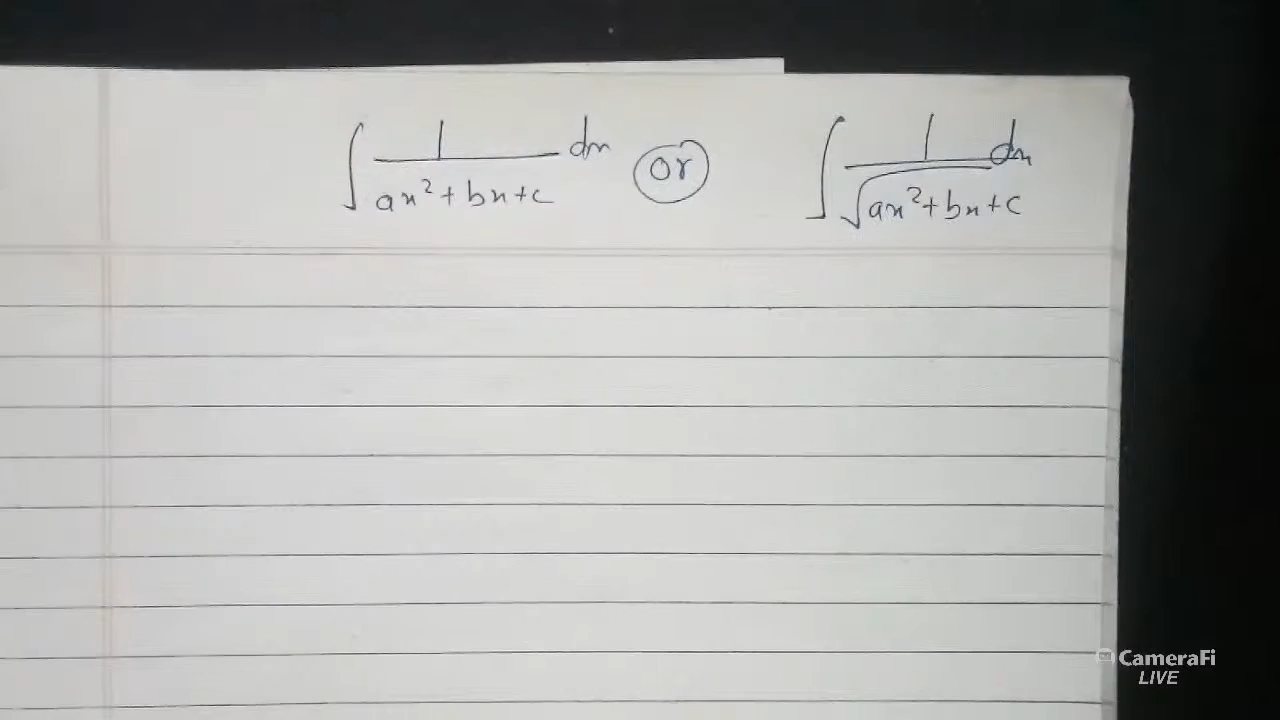 ∫ 1/(ax²+bx+c) dx or ∫ 1/√(ax²+bx+c) dx
CameraFi
LIVE